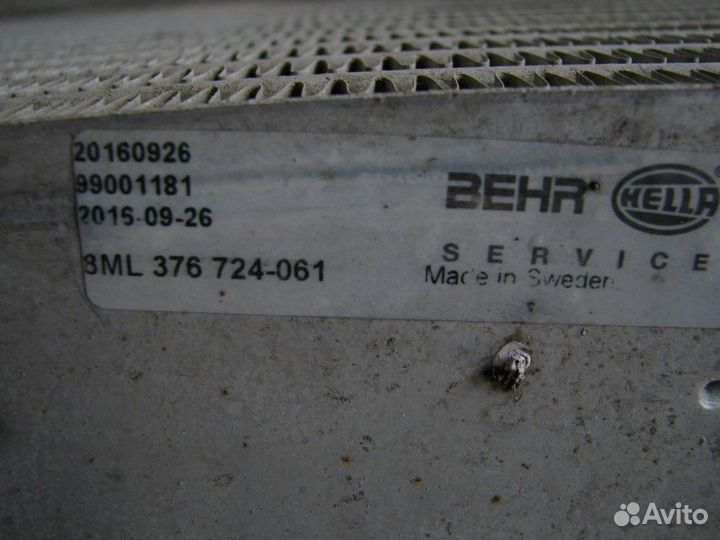 20160926
99001181
2016-09-26
8ML 376 724-061
BEHR HELLA
SERVICE
Made in Sweden
Avito